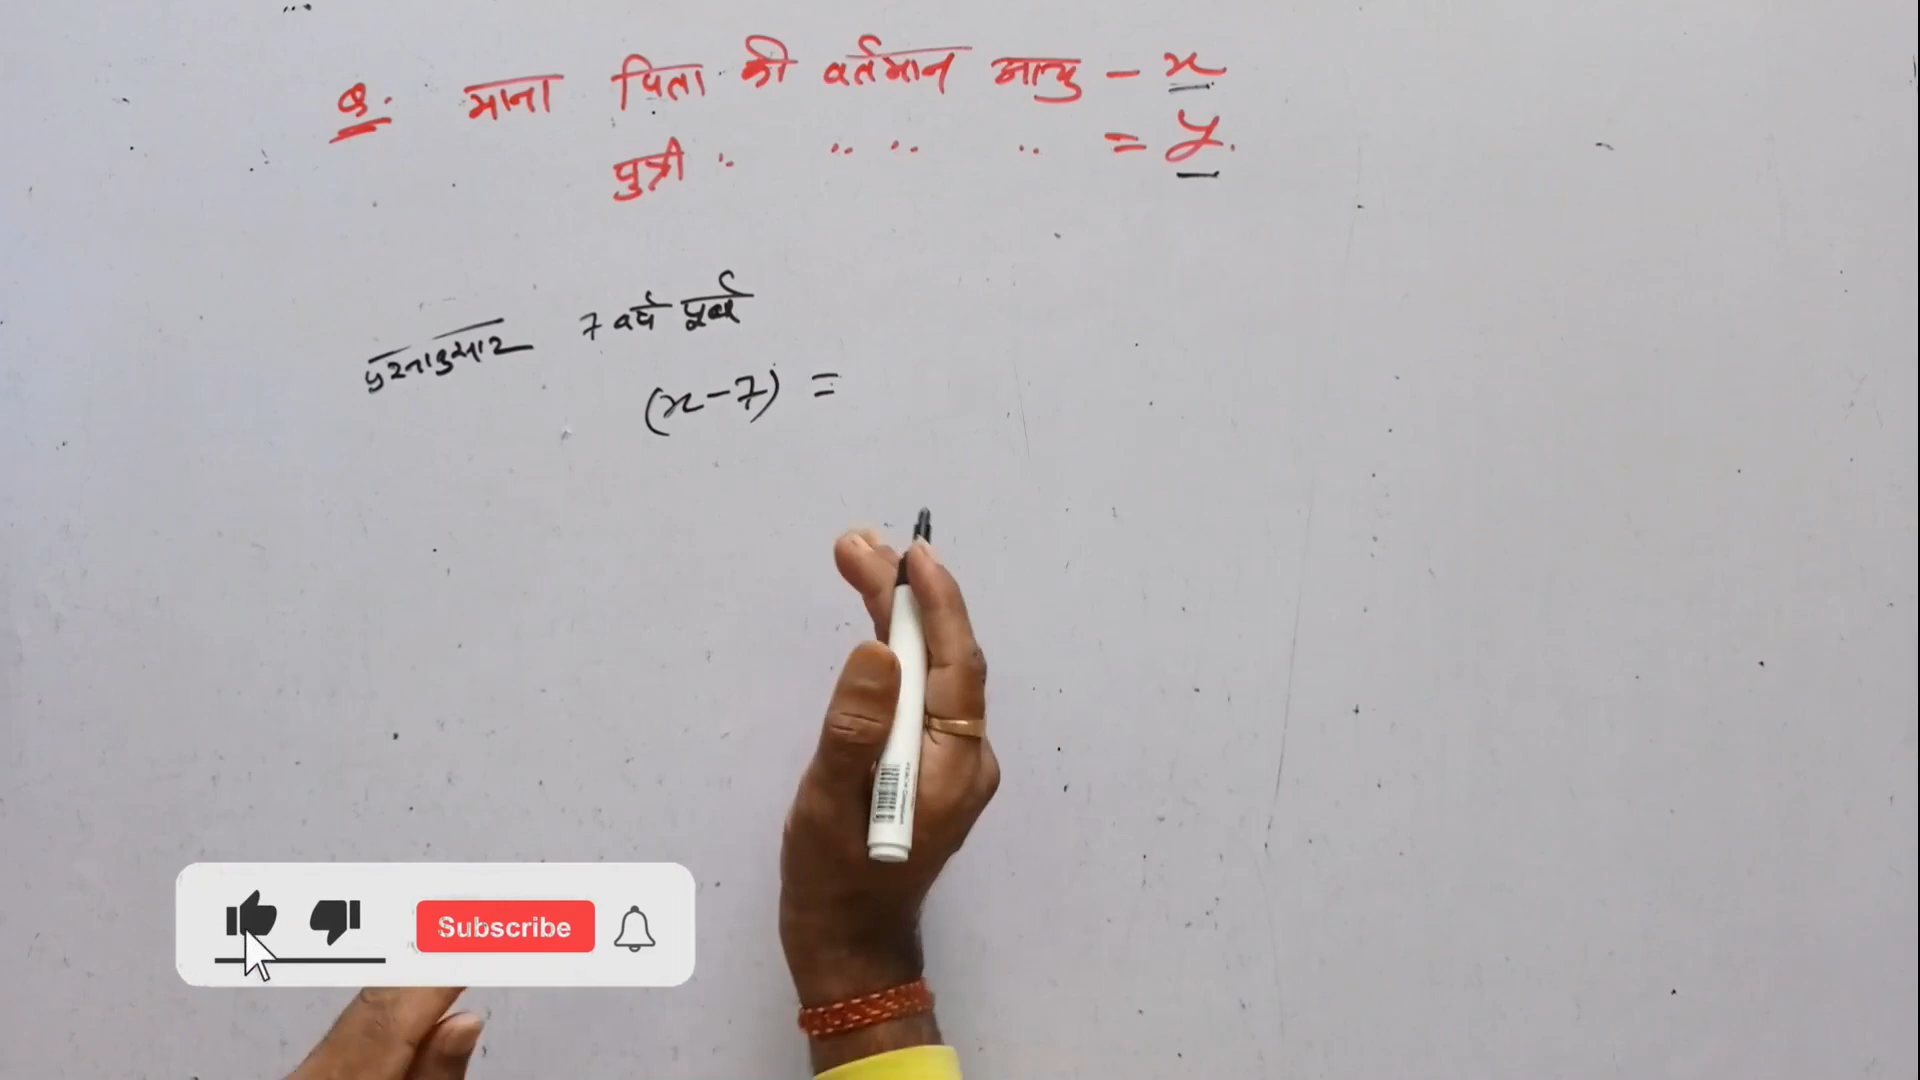 Q. माना पिता की वर्तमान आयु - x
पुत्री " " " " = y.
प्रश्नानुसार 7 वर्ष पूर्व
(x-7) =
Subscribe